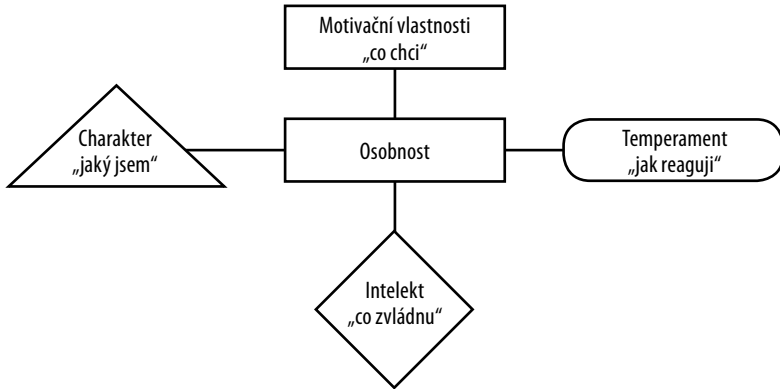 Motivační vlastnosti
„co chci“
Charakter
„jaký jsem“
Osobnost
Temperament
„jak reaguji“
Intelekt
„co zvládnu“